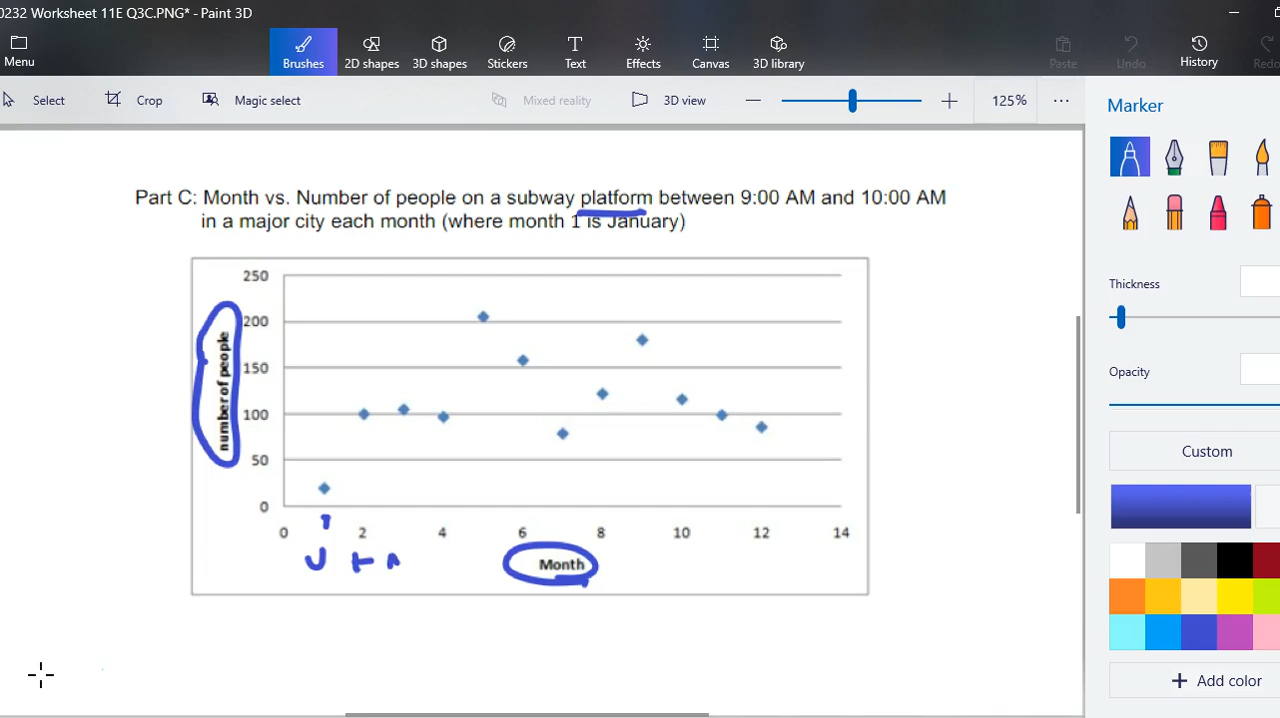 0232 Worksheet 11E Q3C.PNG* - Paint 3D
Menu
Brushes 2D shapes 3D shapes Stickers Text Effects Canvas 3D library Paste Undo History Redo
Select Crop Magic select Mixed reality 3D view 125% ...
Marker
Part C: Month vs. Number of people on a subway platform between 9:00 AM and 10:00 AM
in a major city each month (where month 1 is January)
250
200
150
100
50
0
number of people
0 2 4 6 8 10 12 14
J F
Month
Thickness
Opacity
Custom
+ Add color